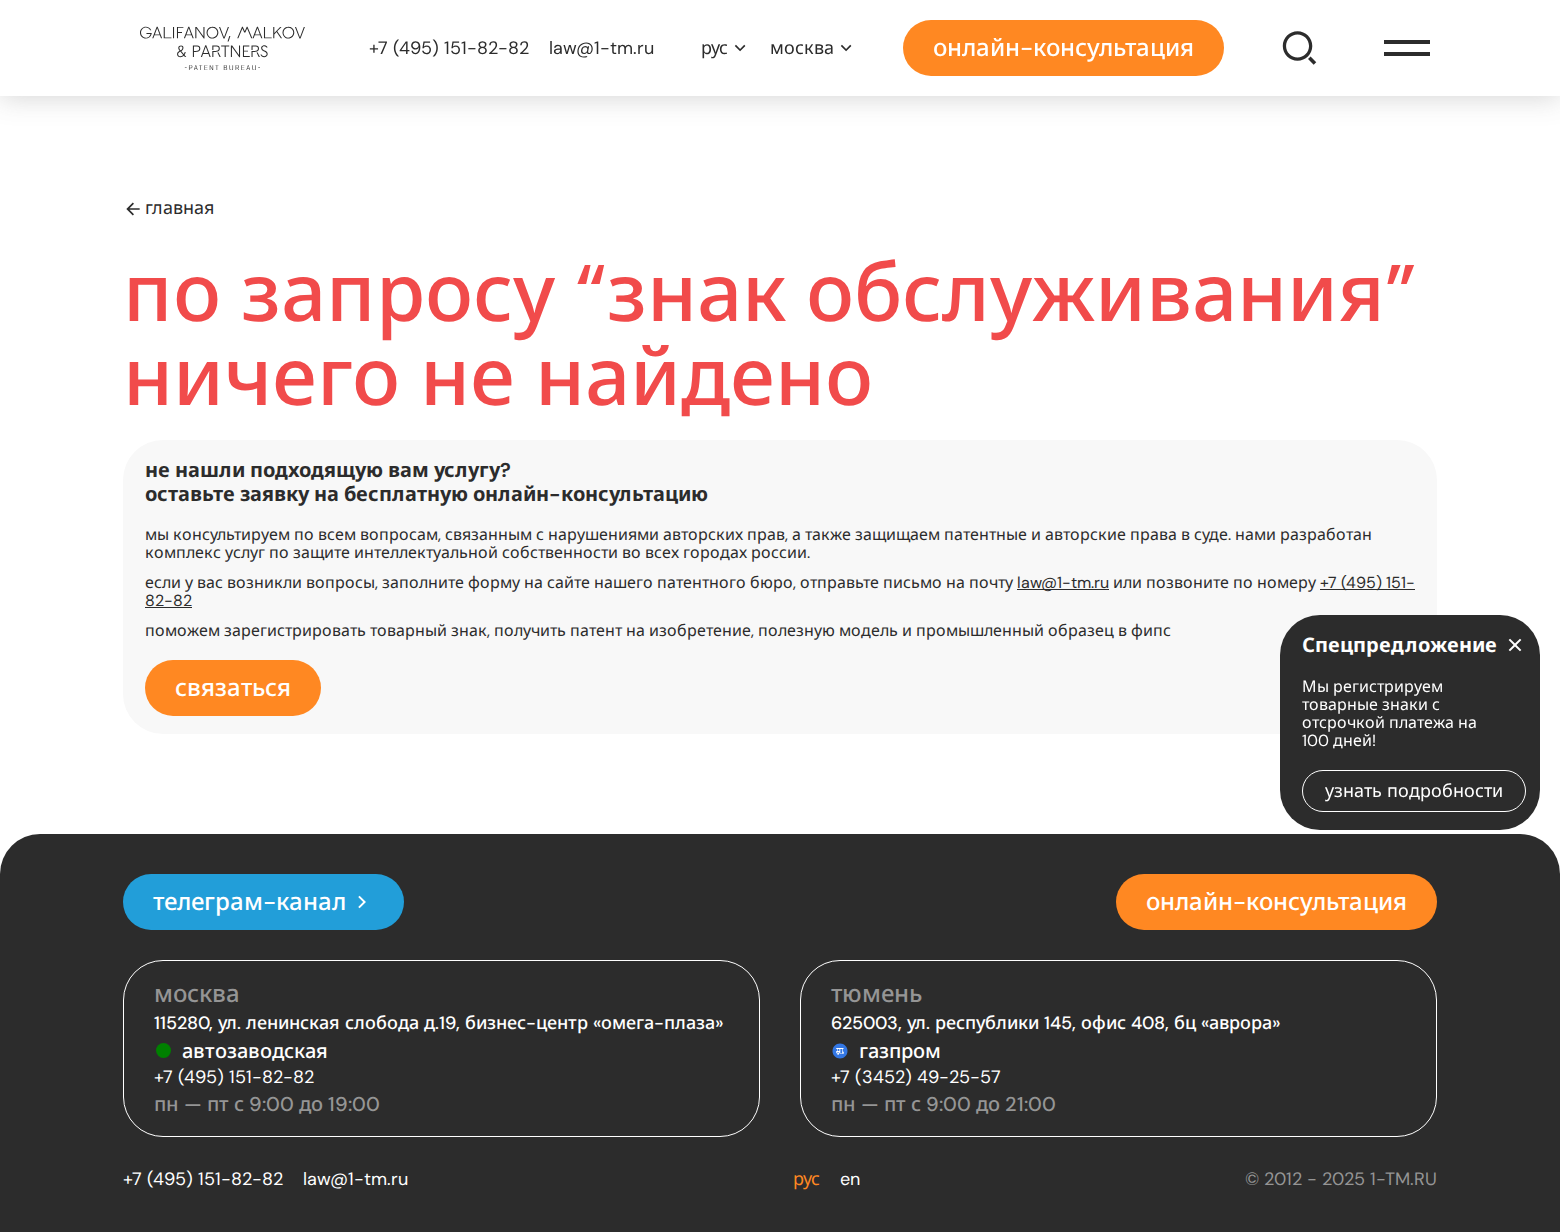 GALIFANOV, MALKOV
& PARTNERS
-PATENT BUREAU-
+7 (495) 151-82-82 law@1-tm.ru рус москва онлайн-консультация
главная
по запросу “знак обслуживания”
ничего не найдено
не нашли подходящую вам услугу?
оставьте заявку на бесплатную онлайн-консультацию
мы консультируем по всем вопросам, связанным с нарушениями авторских прав, а также защищаем патентные и авторские права в суде. нами разработан
комплекс услуг по защите интеллектуальной собственности во всех городах россии.
если у вас возникли вопросы, заполните форму на сайте нашего патентного бюро, отправьте письмо на почту law@1-tm.ru или позвоните по номеру +7 (495) 151-
82-82
поможем зарегистрировать товарный знак, получить патент на изобретение, полезную модель и промышленный образец в фипс
связаться
Спецпредложение
Мы регистрируем
товарные знаки с
отсрочкой платежа на
100 дней!
узнать подробности
телеграм-канал
онлайн-консультация
москва
115280, ул. ленинская слобода д.19, бизнес-центр «омега-плаза»
автозаводская
+7 (495) 151-82-82
пн — пт с 9:00 до 19:00
тюмень
625003, ул. республики 145, офис 408, бц «аврора»
газпром
+7 (3452) 49-25-57
пн — пт с 9:00 до 21:00
+7 (495) 151-82-82 law@1-tm.ru рус en © 2012 - 2025 1-TM.RU